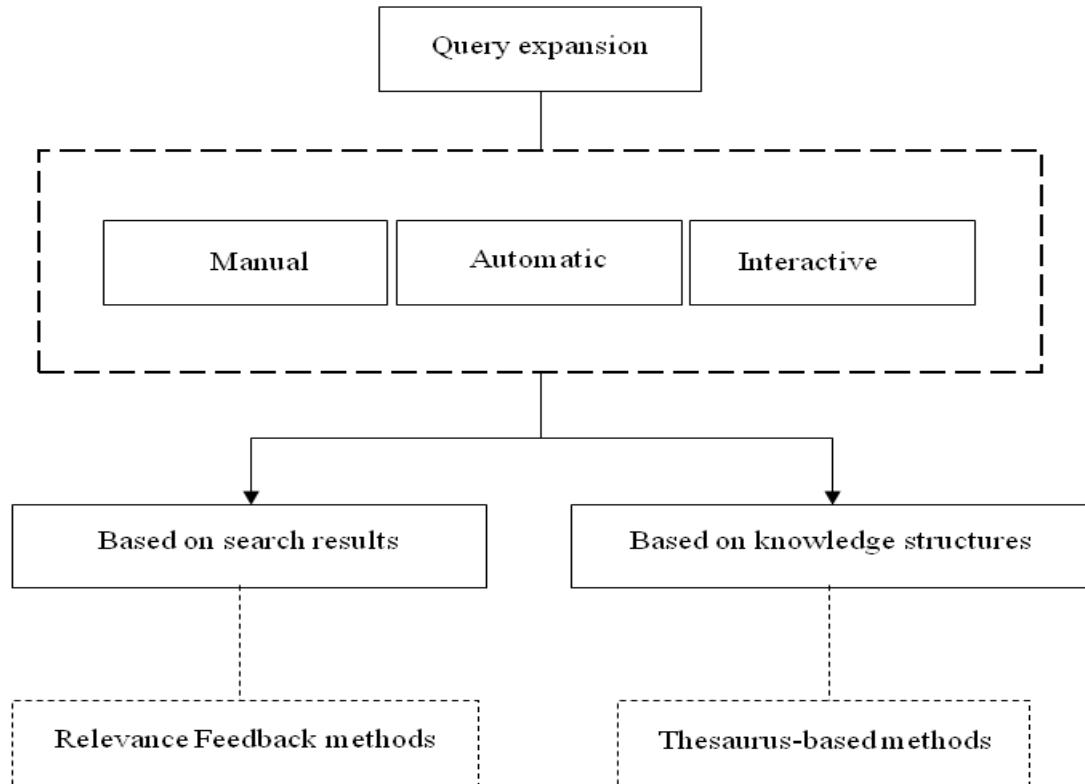 Query expansion
Manual
Automatic
Interactive
Based on search results
Based on knowledge structures
Relevance Feedback methods
Thesaurus-based methods